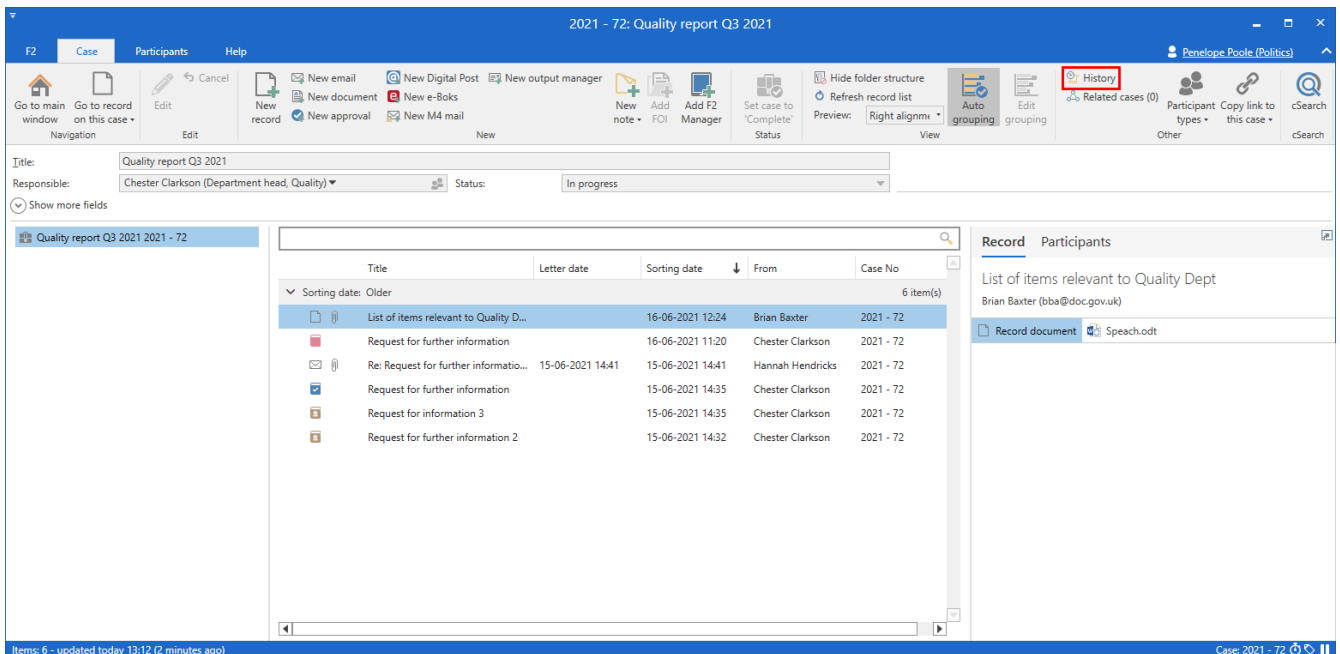 2021 - 72: Quality report Q3 2021
F2 Case Participants Help Penelope Poole (Politics)
Go to main window
Go to record on this case
Navigation
Edit
Cancel
Edit
New record
New email
New document
New approval
New Digital Post
New e-Boks
New M4 mail
New output manager
New note
Add FOI
Add F2 Manager
New
Set case to 'Complete'
Status
Hide folder structure
Refresh record list
Preview: Right alignm
Auto grouping
Edit grouping
View
History
Related cases (0)
Participant types
Copy link to this case
Other
cSearch
cSearch
Title: Quality report Q3 2021
Responsible: Chester Clarkson (Department head, Quality) Status: In progress
Show more fields
Quality report Q3 2021 2021 - 72
Title Letter date Sorting date From Case No
Sorting date: Older 6 item(s)
List of items relevant to Quality D... 16-06-2021 12:24 Brian Baxter 2021 - 72
Request for further information 16-06-2021 11:20 Chester Clarkson 2021 - 72
Re: Request for further informatio... 15-06-2021 14:41 15-06-2021 14:41 Hannah Hendricks 2021 - 72
Request for further information 15-06-2021 14:35 Chester Clarkson 2021 - 72
Request for information 3 15-06-2021 14:35 Chester Clarkson 2021 - 72
Request for further information 2 15-06-2021 14:32 Chester Clarkson 2021 - 72
Record Participants
List of items relevant to Quality Dept
Brian Baxter (bba@doc.gov.uk)
Record document Speach.odt
Items: 6 - updated today 13:12 (2 minutes ago) Case: 2021 - 72